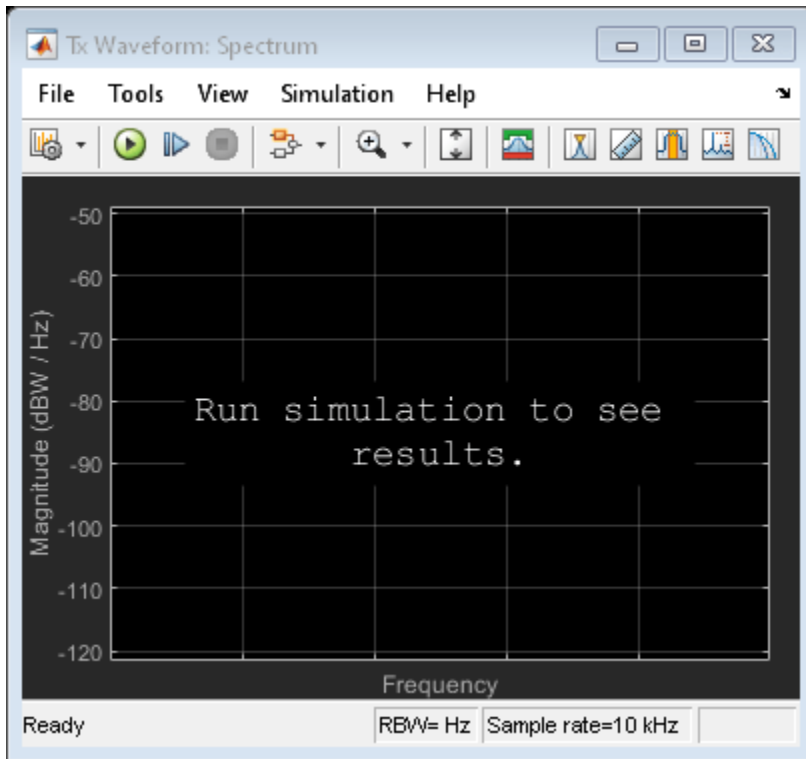 Tx Waveform: Spectrum
File Tools View Simulation Help
-50
-60
-70
-80
-90
-100
-110
-120
Magnitude (dBW / Hz)
Run simulation to see
results.
Frequency
Ready RBW= Hz Sample rate=10 kHz